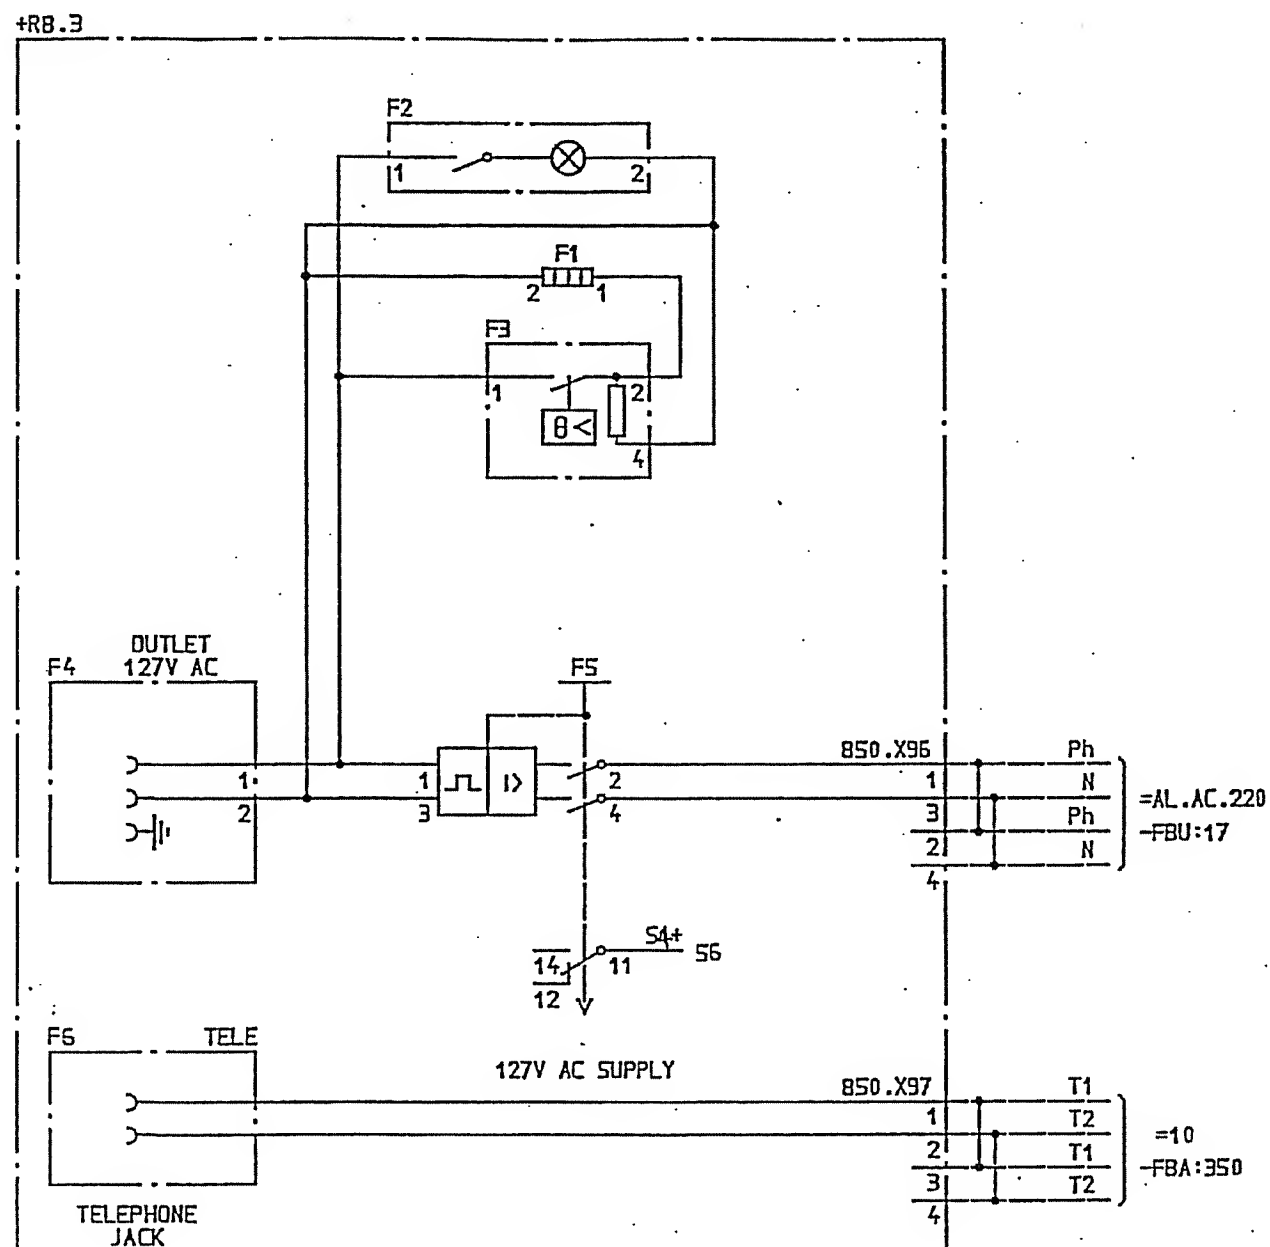 +RB.3
F2
1 2
F1
2 1
F3
1 2
θ<
4
OUTLET
F4 127V AC
F5
850.X96 Ph
1 1 I> 2 1 N
=AL.AC.220
2 3 4 3 Ph
-FBU:17
2 N
4
S4+
14 11 S6
12
F6 TELE
127V AC SUPPLY
850.X97 T1
1 T2
=10
2 T1
-FBA:350
3 T2
4
TELEPHONE
JACK